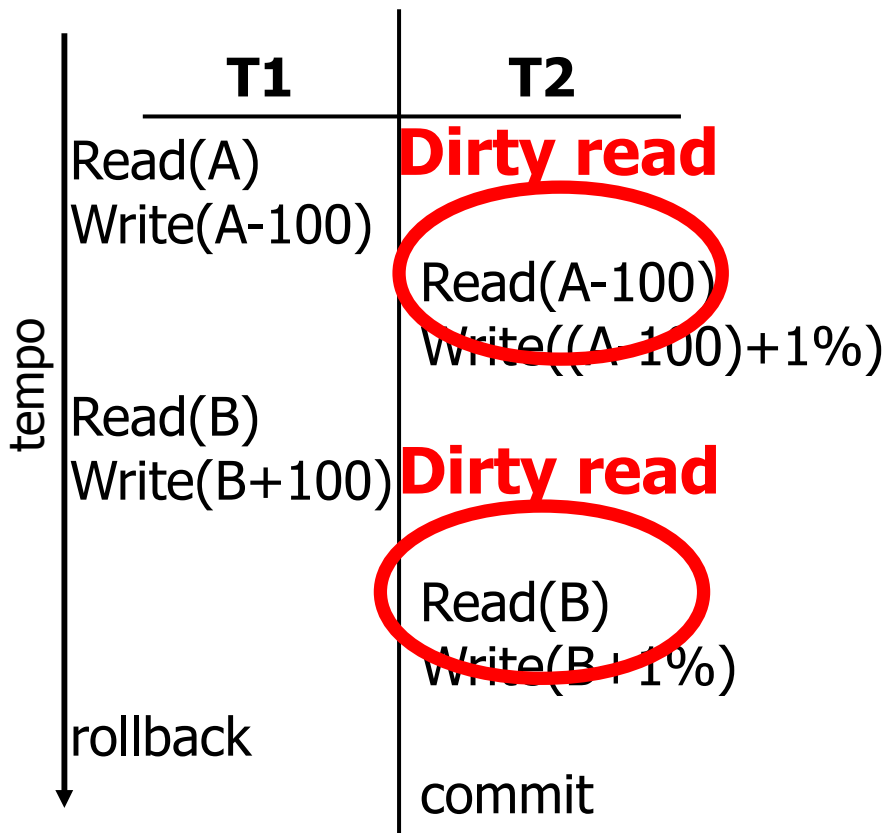 T1 T2
Read(A) Dirty read
Write(A-100)
Read(A-100)
Write((A-100)+1%)
tempo
Read(B)
Write(B+100) Dirty read
Read(B)
Write(B+1%)
rollback
commit